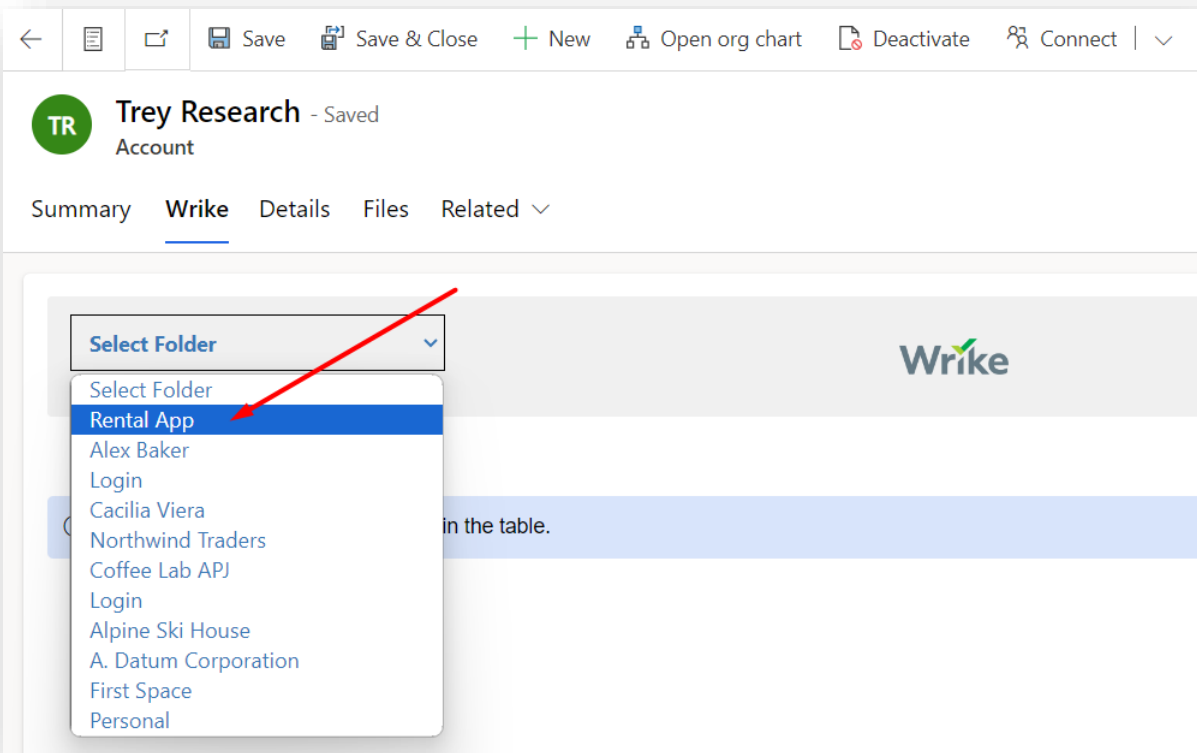 Save Save & Close New Open org chart Deactivate Connect
TR
Trey Research - Saved
Account
Summary Wrike Details Files Related
Select Folder
Wrike
Select Folder
Rental App
Alex Baker
Login
Cacilia Viera
in the table.
Northwind Traders
Coffee Lab APJ
Login
Alpine Ski House
A. Datum Corporation
First Space
Personal